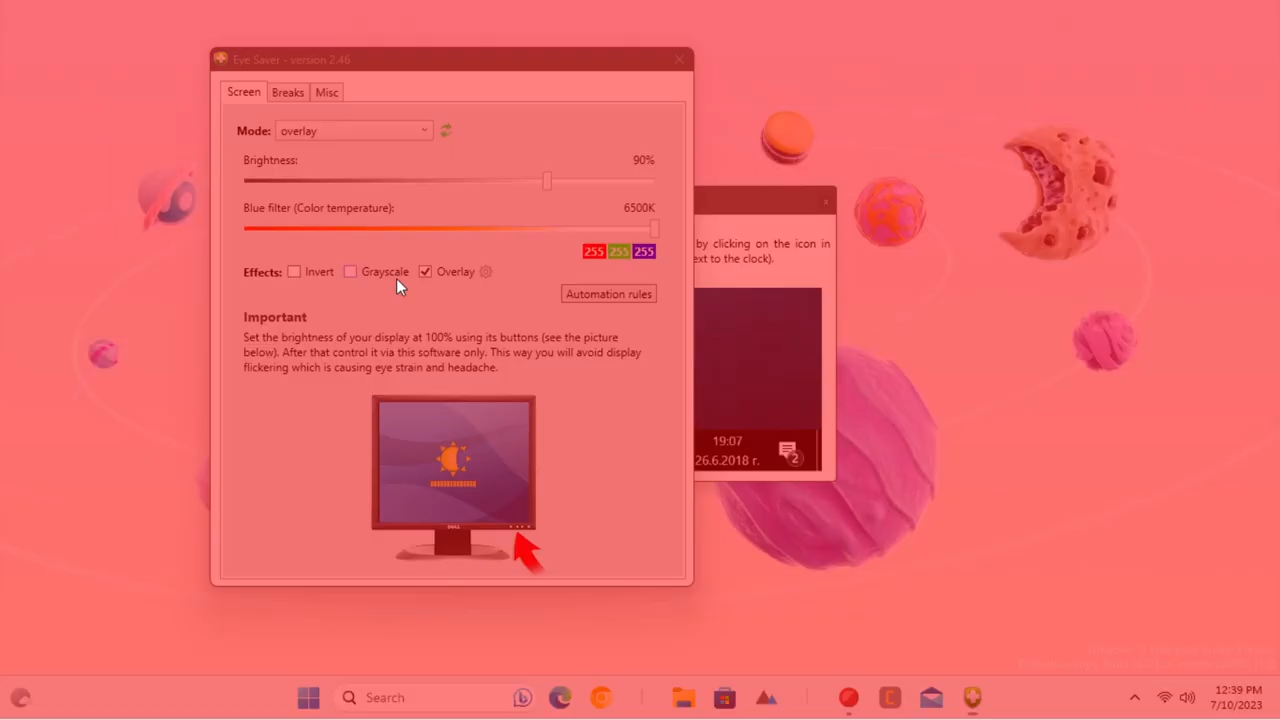 Eye Saver - version 2.46
Screen
Breaks
Misc
Mode:
overlay
Brightness:
90%
Blue filter (Color temperature):
6500K
255
255
255
Effects:
Invert
Grayscale
Overlay
Automation rules
Important
Set the brightness of your display at 100% using its buttons (see the picture
below). After that control it via this software only. This way you will avoid display
flickering which is causing eye strain and headache.
DELL
by clicking on the icon in
ext to the clock).
19:07
26.6.2018 г.
2
Search
12:39 PM
7/10/2023